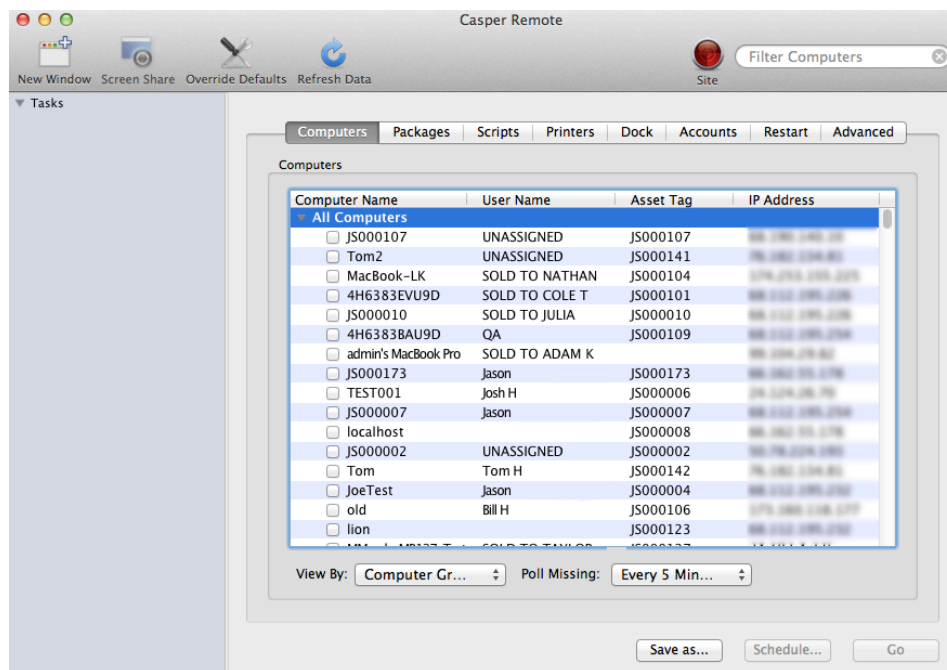 Casper Remote
New Window Screen Share Override Defaults Refresh Data Site Filter Computers
Tasks
Computers Packages Scripts Printers Dock Accounts Restart Advanced
Computers
Computer Name User Name Asset Tag IP Address
All Computers
JS000107 UNASSIGNED JS000107
Tom2 UNASSIGNED JS000141
MacBook-LK SOLD TO NATHAN JS000104
4H6383EVU9D SOLD TO COLE T JS000101
JS000010 SOLD TO JULIA JS000010
4H6383BAU9D QA JS000109
admin's MacBook Pro SOLD TO ADAM K
JS000173 Jason JS000173
TEST001 Josh H JS000006
JS000007 Jason JS000007
localhost JS000008
JS000002 UNASSIGNED JS000002
Tom Tom H JS000142
JoeTest Jason JS000004
old Bill H JS000106
lion JS000123
View By: Computer Gr... Poll Missing: Every 5 Min...
Save as... Schedule... Go